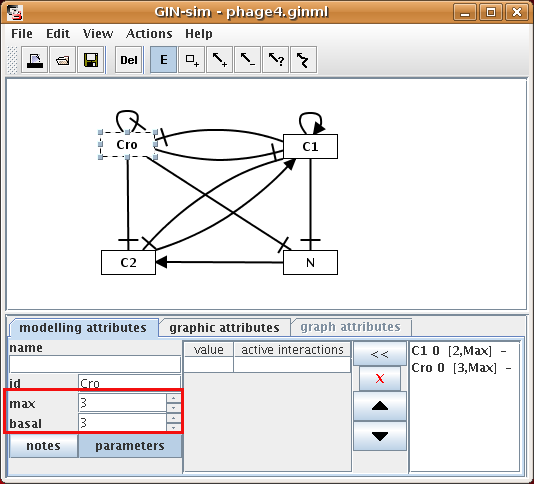 GIN-sim - phage4.ginml
File Edit View Actions Help
Del E
Cro
C1
C2
N
modelling attributes graphic attributes graph attributes
name
value active interactions
<<
C1 0 [2,Max] -
Cro 0 [3,Max] -
id Cro
X
max 3
basal 3
notes parameters